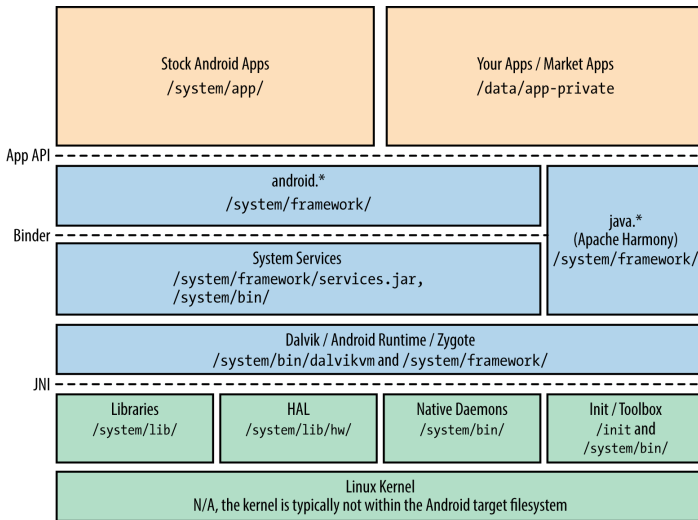 Stock Android Apps
/system/app/
Your Apps / Market Apps
/data/app-private
App API
android.*
/system/framework/
java.*
(Apache Harmony)
/system/framework/
Binder
System Services
/system/framework/services.jar,
/system/bin/
Dalvik / Android Runtime / Zygote
/system/bin/dalvikvm and /system/framework/
JNI
Libraries
/system/lib/
HAL
/system/lib/hw/
Native Daemons
/system/bin/
Init / Toolbox
/init and
/system/bin/
Linux Kernel
N/A, the kernel is typically not within the Android target filesystem